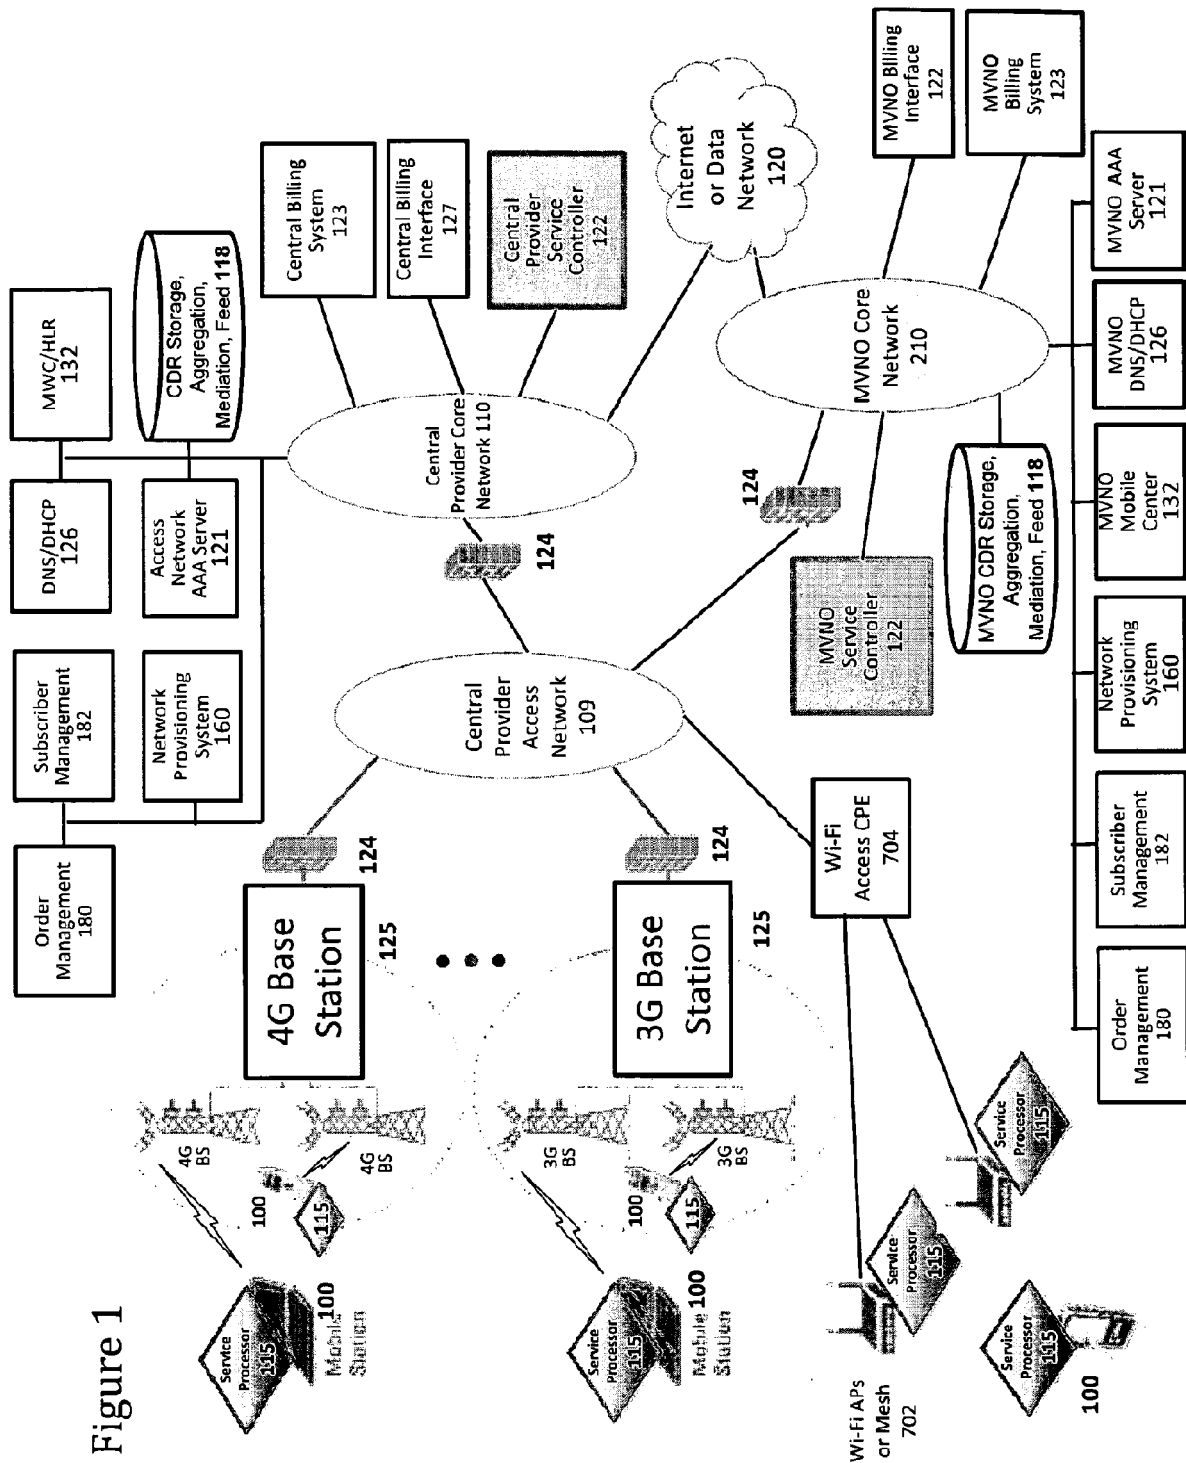 Figure 1
Order
Management
180
Subscriber
Management
182
DNS/DHCP
126
MWC/HLR
132
Network
Provisioning
System
160
Access
Network
AAA Server
121
CDR Storage,
Aggregation,
Mediation, Feed 118
Central Billing
System
123
Central Billing
Interface
127
Central
Provider
Service
Controller
122
Central
Provider Core
Network 110
124
Internet
or Data
Network
120
Central
Provider
Access
Network
109
124
124
124
4G Base
Station
125
3G Base
Station
125
4G
BS
4G
BS
3G
BS
3G
BS
Service
Processor
115
100
Mobile
Station
100
115
Service
Processor
115
100
Mobile
Station
100
115
Wi-Fi
Access CPE
704
Wi-Fi APs
or Mesh
702
Service
Processor
115
Service
Processor
115
Service
Processor
115
100
MVNO
Service
Controller
122
MVNO Core
Network
210
MVNO Billing
Interface
122
MVNO
Billing
System
123
MVNO CDR Storage,
Aggregation,
Mediation, Feed 118
Order
Management
180
Subscriber
Management
182
Network
Provisioning
System
160
MVNO
Mobile
Center
132
MVNO
DNS/DHCP
126
MVNO AAA
Server
121